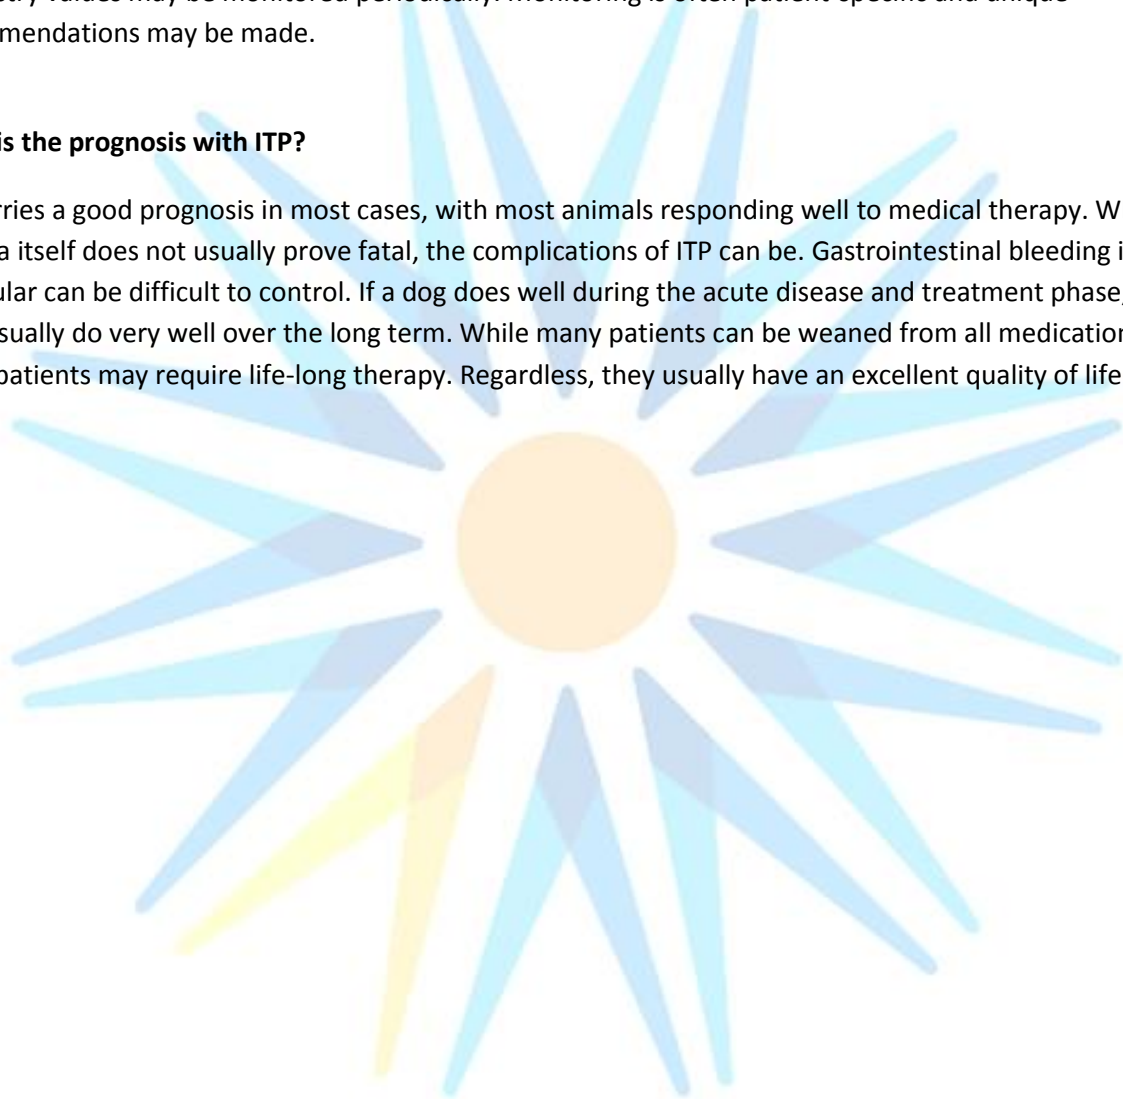 values may be monitored periodically. Monitoring is often patient-specific and unique
mendations may be made.
is the prognosis with ITP?
rries a good prognosis in most cases, with most animals responding well to medical therapy. W
a itself does not usually prove fatal, the complications of ITP can be. Gastrointestinal bleeding i
ular can be difficult to control. If a dog does well during the acute disease and treatment phase,
sually do very well over the long term. While many patients can be weaned from all medication
patients may require life-long therapy. Regardless, they usually have an excellent quality of life